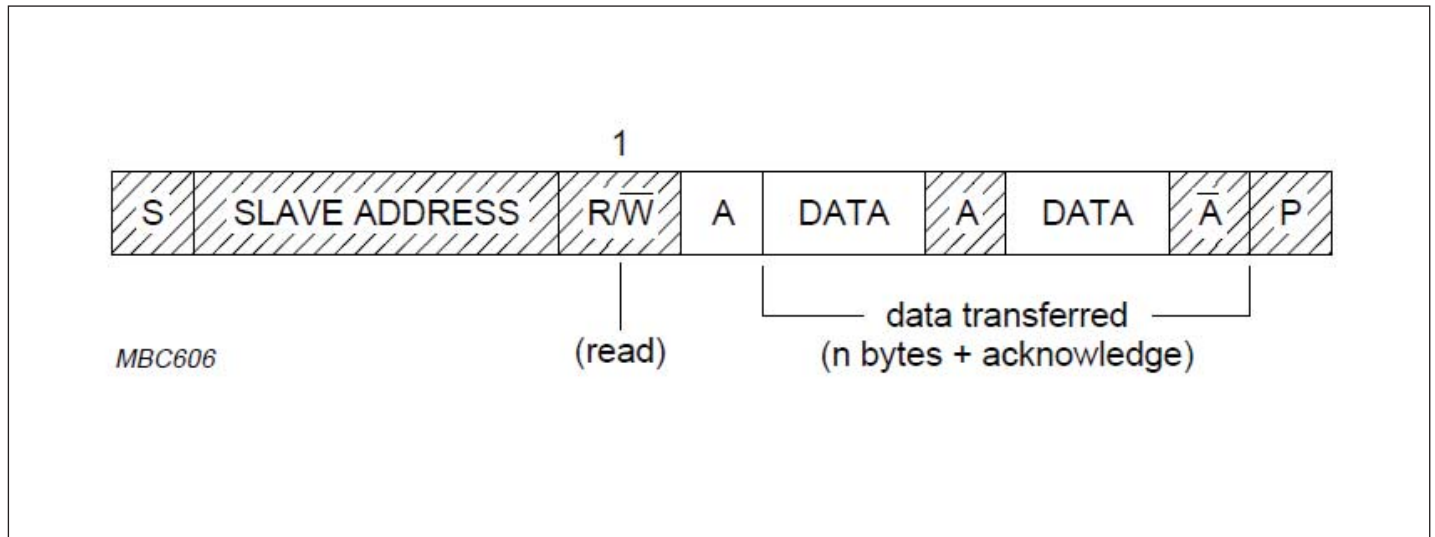 1
S SLAVE ADDRESS R/W̅ A DATA A DATA A̅ P
data transferred
(read) (n bytes + acknowledge)
MBC606